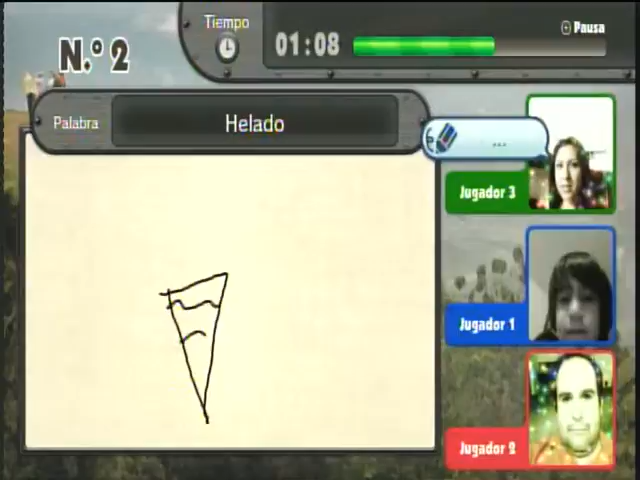 N.º 2
Tiempo
01:08
Pausa
Palabra
Helado
...
Jugador 3
Jugador 1
Jugador 2